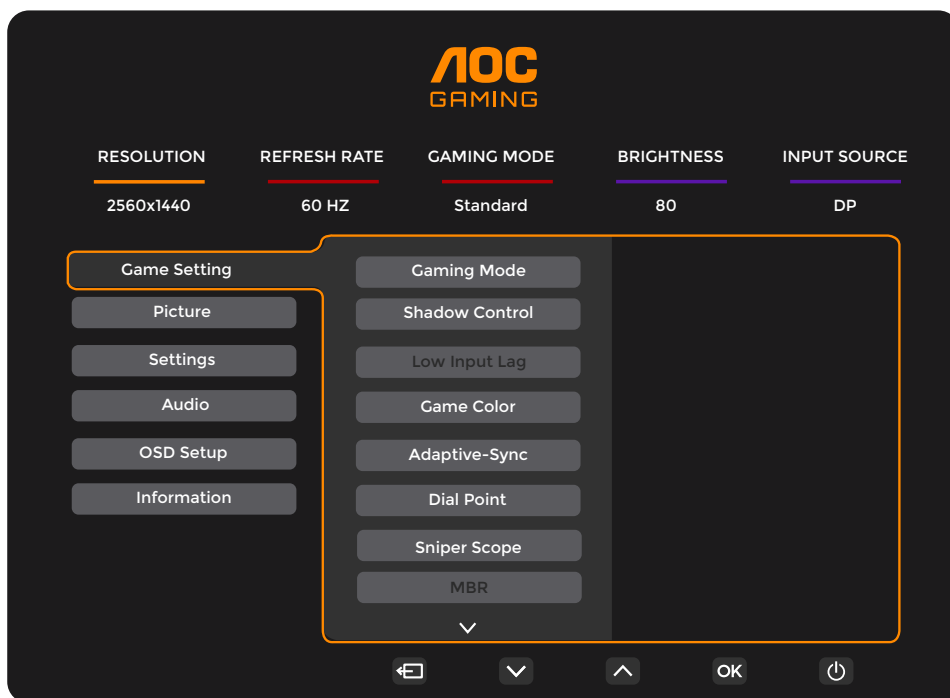 AOC
GAMING
RESOLUTION REFRESH RATE GAMING MODE BRIGHTNESS INPUT SOURCE
2560x1440 60 HZ Standard 80 DP
Game Setting
Picture
Settings
Audio
OSD Setup
Information
Gaming Mode
Shadow Control
Low Input Lag
Game Color
Adaptive-Sync
Dial Point
Sniper Scope
MBR
OK